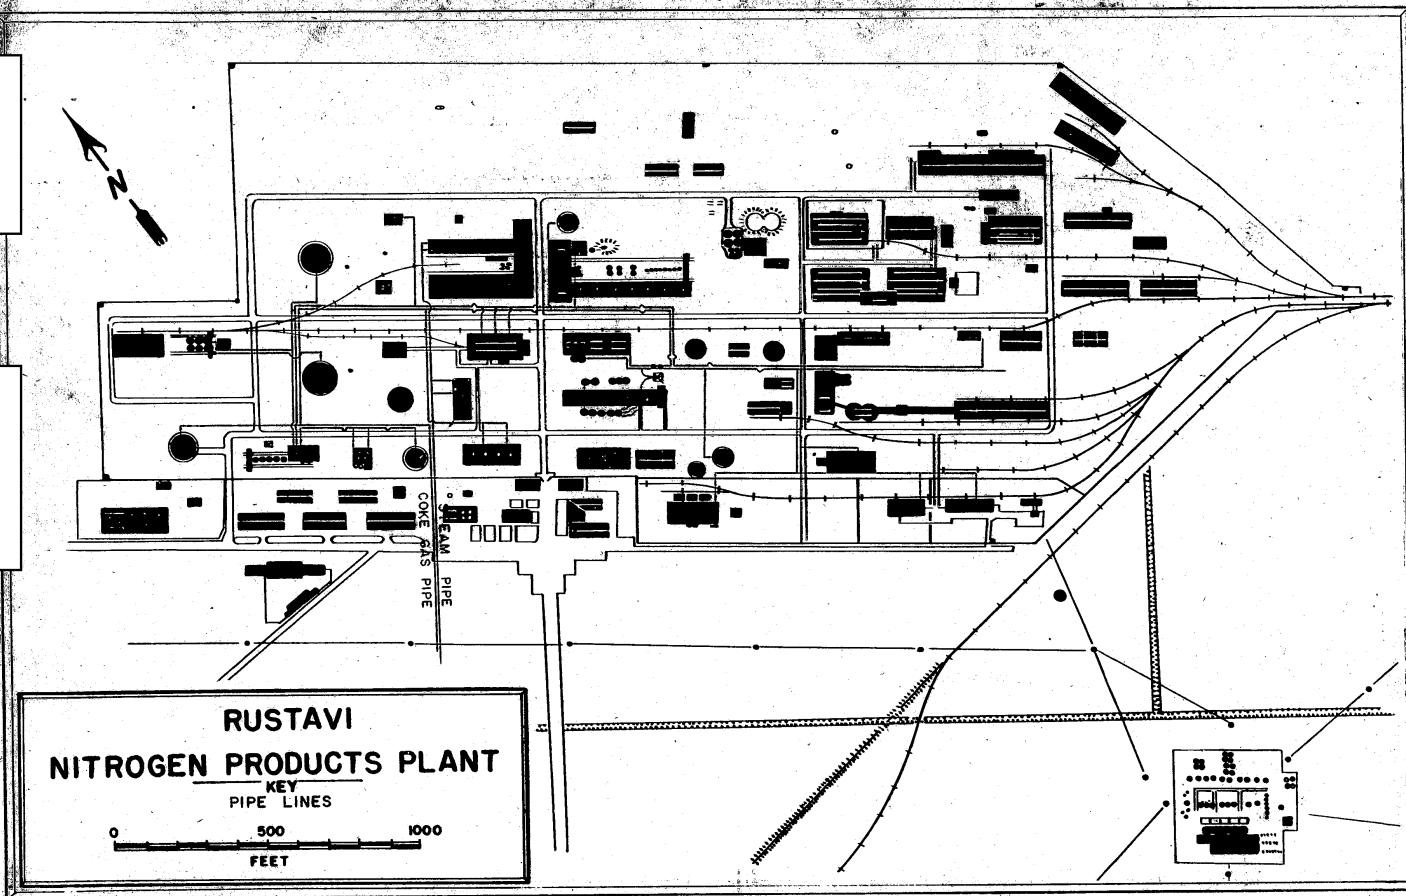 N
STEAM PIPE
COKE GAS PIPE
RUSTAVI
NITROGEN PRODUCTS PLANT
KEY
PIPE LINES
0 500 1000
FEET